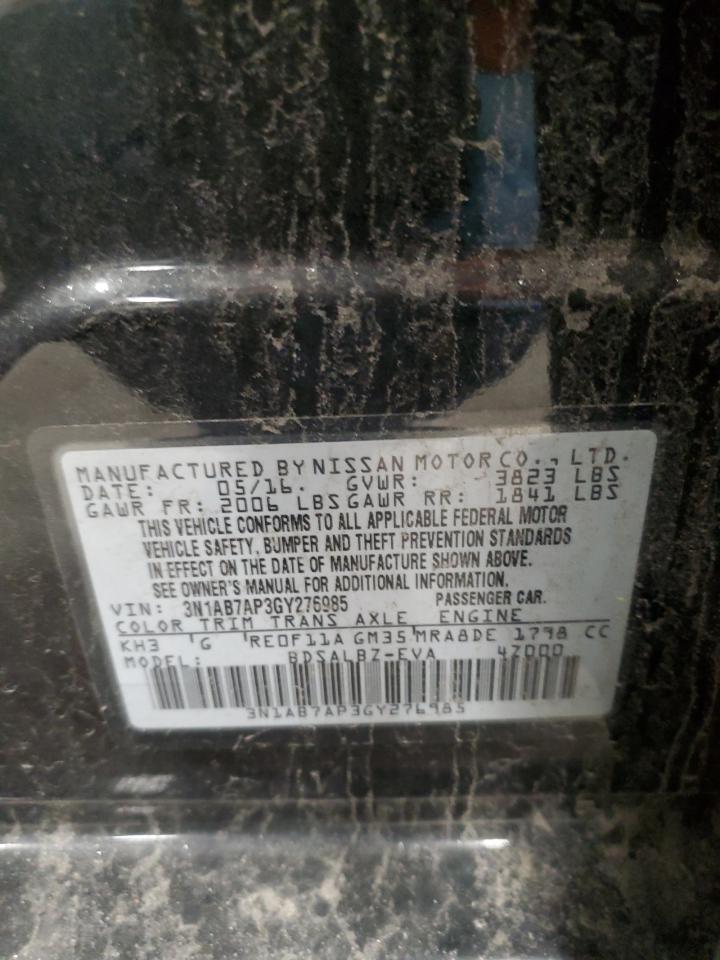 MANUFACTURED BY NISSAN MOTOR CO., LTD.
DATE: 05/16. GVWR: 3823 LBS
GAWR FR: 2006 LBS GAWR RR: 1841 LBS
THIS VEHICLE CONFORMS TO ALL APPLICABLE FEDERAL MOTOR
VEHICLE SAFETY, BUMPER AND THEFT PREVENTION STANDARDS
IN EFFECT ON THE DATE OF MANUFACTURE SHOWN ABOVE.
SEE OWNER'S MANUAL FOR ADDITIONAL INFORMATION.
VIN: 3N1AB7AP3GY276985 PASSENGER CAR.
COLOR TRIM TRANS AXLE ENGINE
KH3 G RE0F11A GM35 MRA8DE 1798 CC
MODEL: BDSALBZ-EVA 4Z000
3N1AB7AP3GY276985